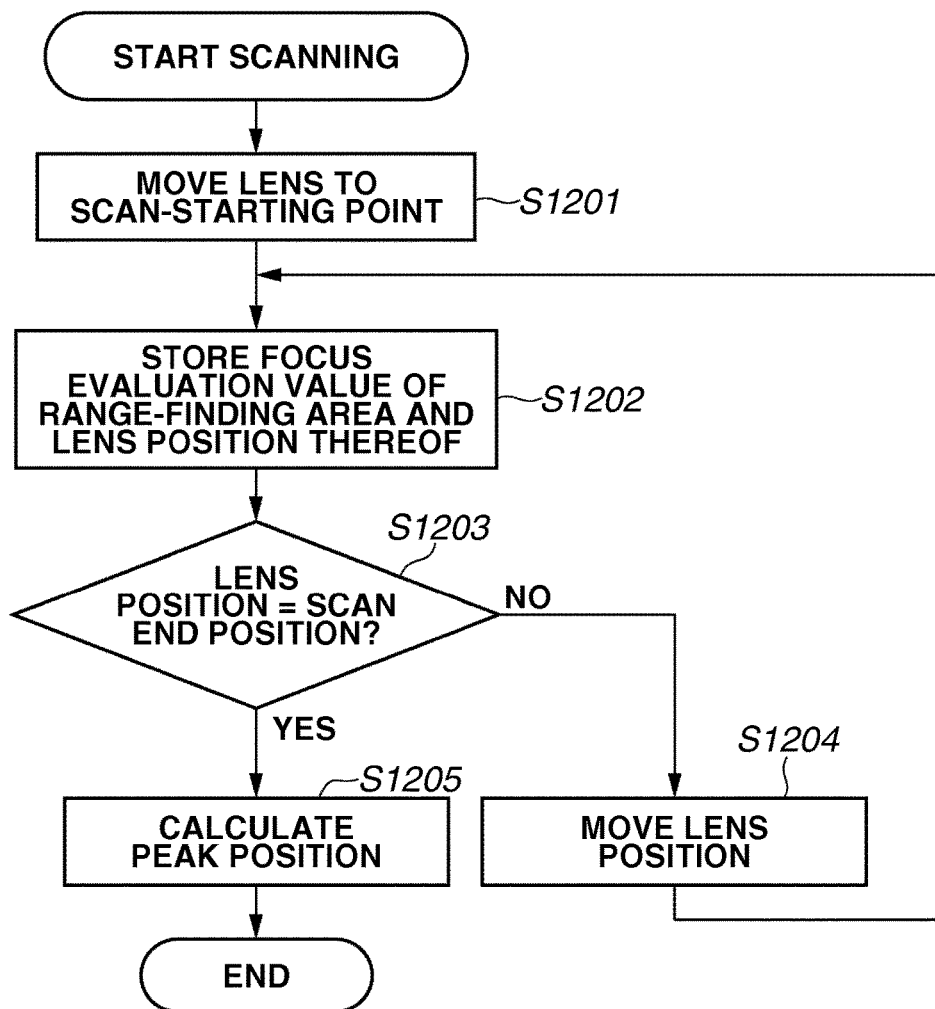 START SCANNING
MOVE LENS TO
SCAN-STARTING POINT
S1201
STORE FOCUS
EVALUATION VALUE OF
RANGE-FINDING AREA AND
LENS POSITION THEREOF
S1202
S1203
LENS
POSITION = SCAN
END POSITION?
NO
YES
S1204
MOVE LENS
POSITION
S1205
CALCULATE
PEAK POSITION
END